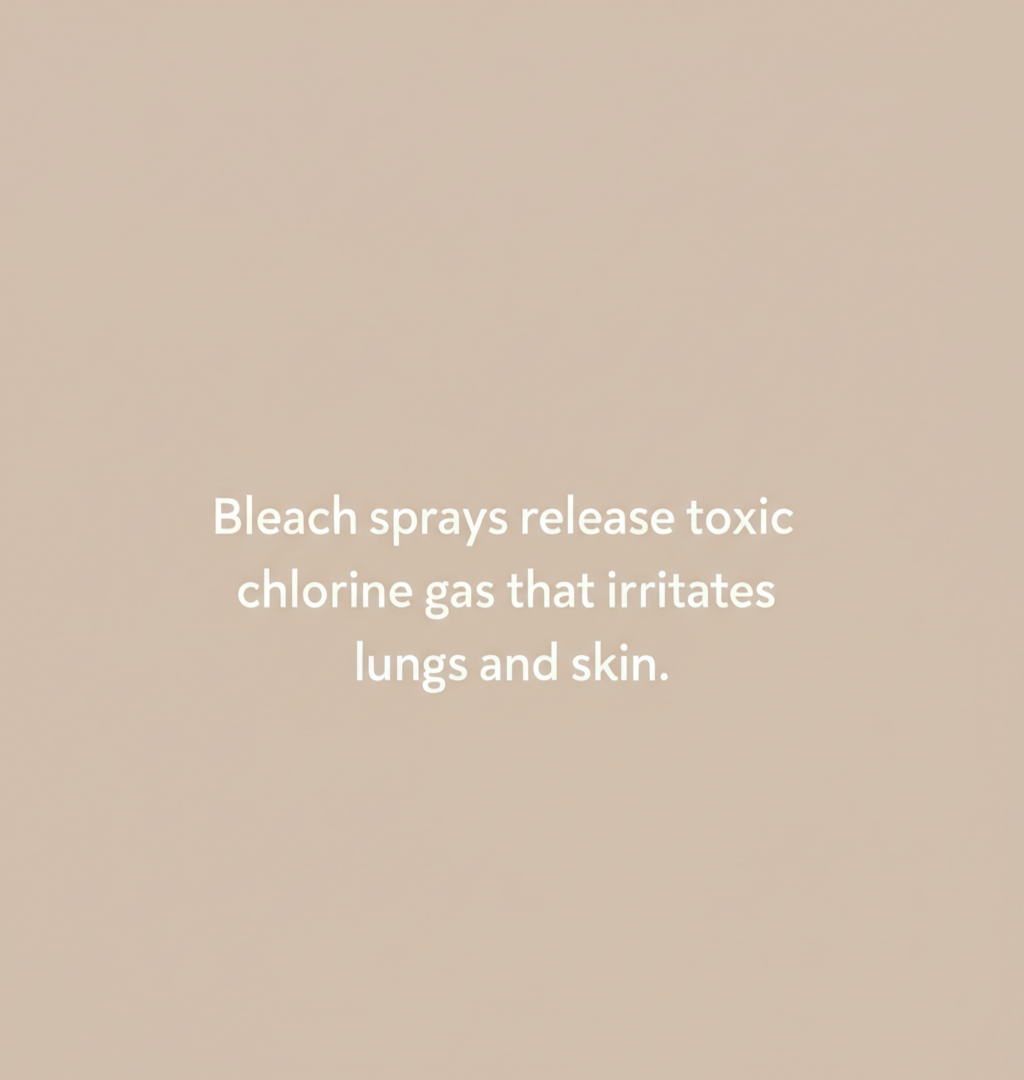 Bleach sprays release toxic
chlorine gas that irritates
lungs and skin.